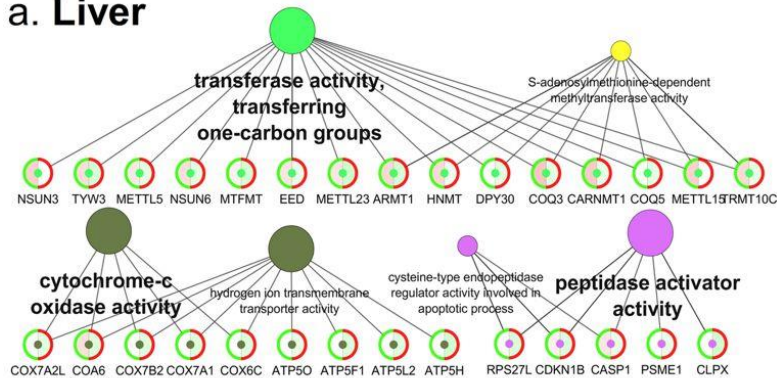 a. Liver
transferase activity,
transferring
one-carbon groups
S-adenosylmethionine-dependent
methyltransferase activity
NSUN3 TYW3 METTL5 NSUN6 MTFMT EED METTL23 ARMT1 HNMT DPY30 COQ3 CARNMT1 COQ5 METTL15 TRMT10C
cytochrome-c
oxidase activity
hydrogen ion transmembrane
transporter activity
cysteine-type endopeptidase
regulator activity involved in
apoptotic process
peptidase activator
activity
COX7A2L COA6 COX7B2 COX7A1 COX6C ATP5O ATP5F1 ATP5L2 ATP5H RPS27L CDKN1B CASP1 PSME1 CLPX